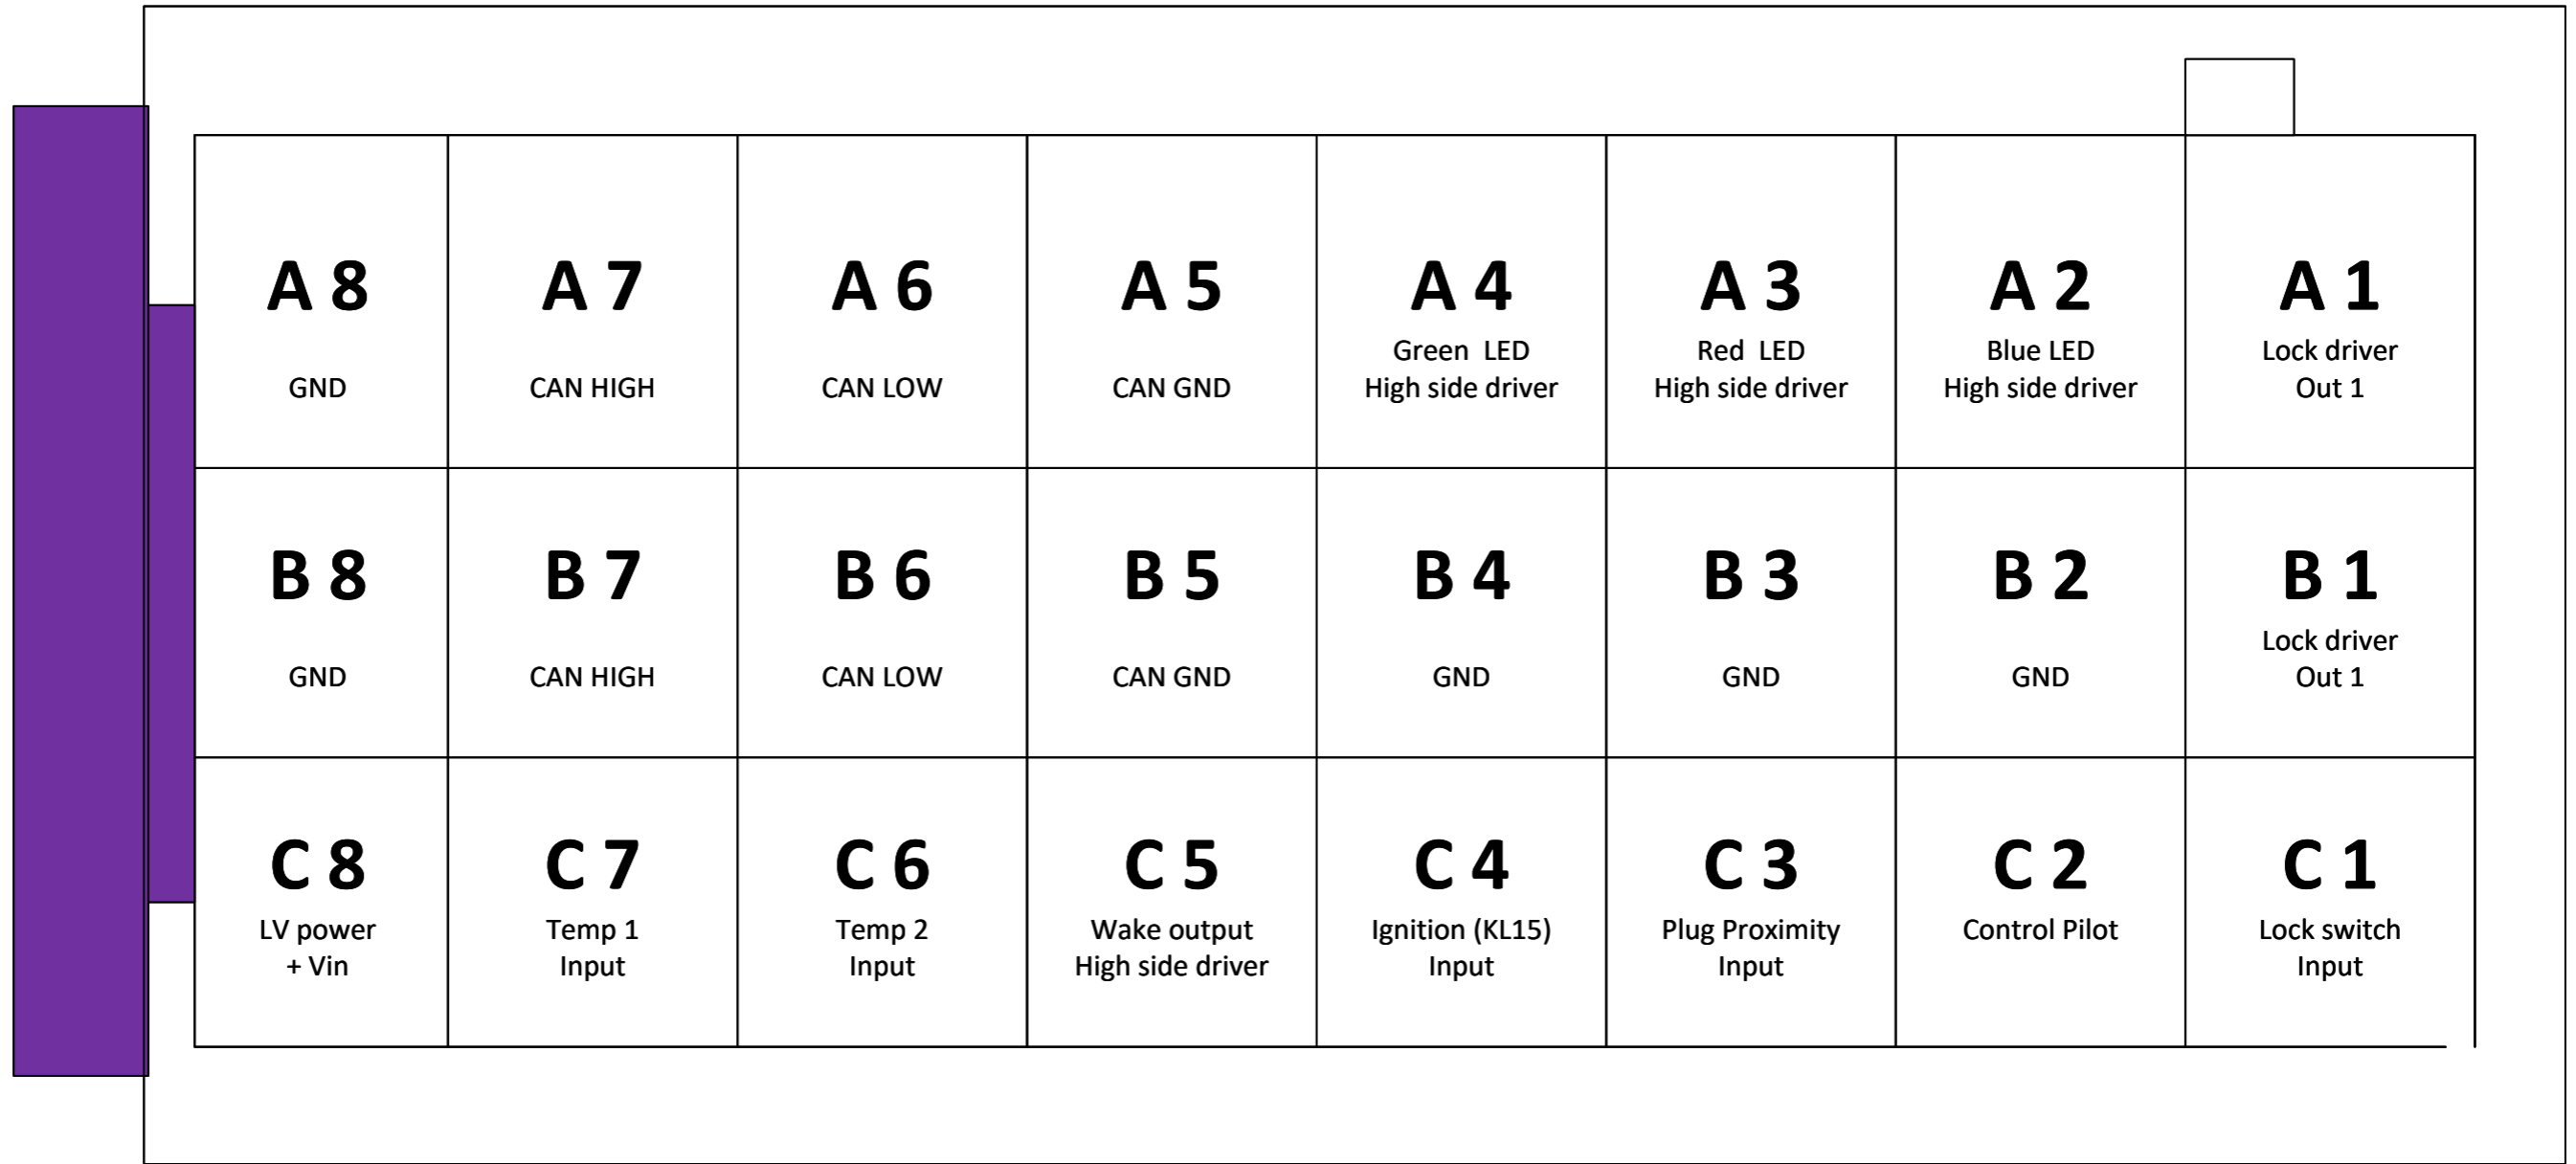 A 8
GND
A 7
CAN HIGH
A 6
CAN LOW
A 5
CAN GND
A 4
Green  LED
High side driver
A 3
Red  LED
High side driver
A 2
Blue LED
High side driver
A 1
Lock driver
Out 1
B 8
GND
B 7
CAN HIGH
B 6
CAN LOW
B 5
CAN GND
B 4
GND
B 3
GND
B 2
GND
B 1
Lock driver
Out 1
C 8
LV power
+ Vin
C 7
Temp 1
Input
C 6
Temp 2
Input
C 5
Wake output
High side driver
C 4
Ignition (KL15)
Input
C 3
Plug Proximity
Input
C 2
Control Pilot
C 1
Lock switch
Input